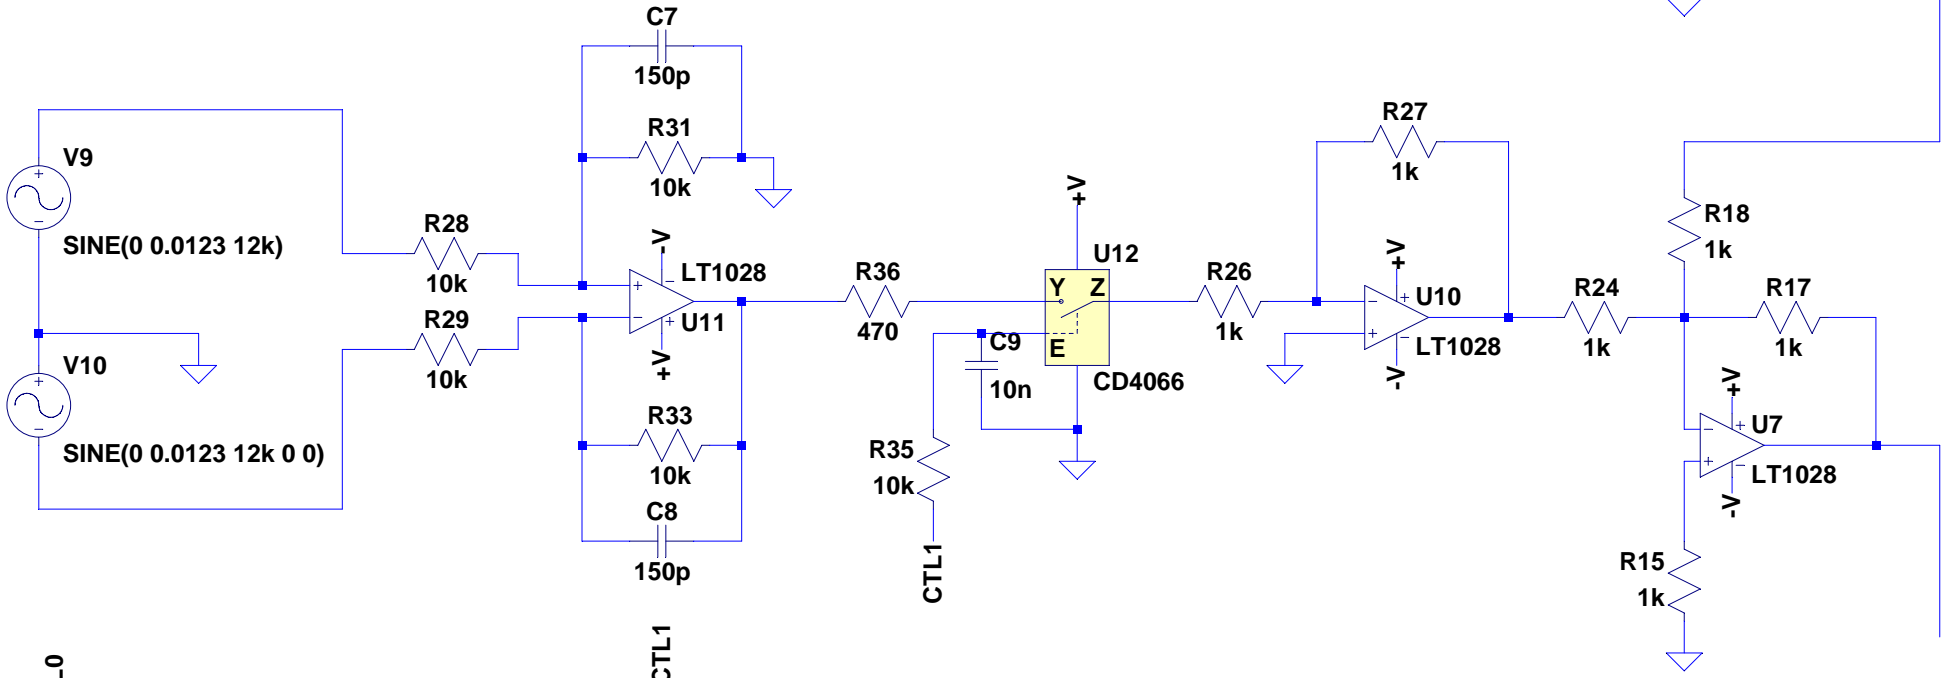 C7
150p
R31
10k
V9
SINE(0 0.0123 12k)
R28
10k
-V
LT1028
U11
+V
R29
10k
V10
SINE(0 0.0123 12k 0 0)
R33
10k
C8
150p
R36
470
+V
U12
Y Z
E
CD4066
C9
10n
R35
10k
CTL1
R26
1k
R27
1k
+V
U10
LT1028
-V
R24
1k
R18
1k
R17
1k
+V
U7
LT1028
-V
R15
1k
CTL1